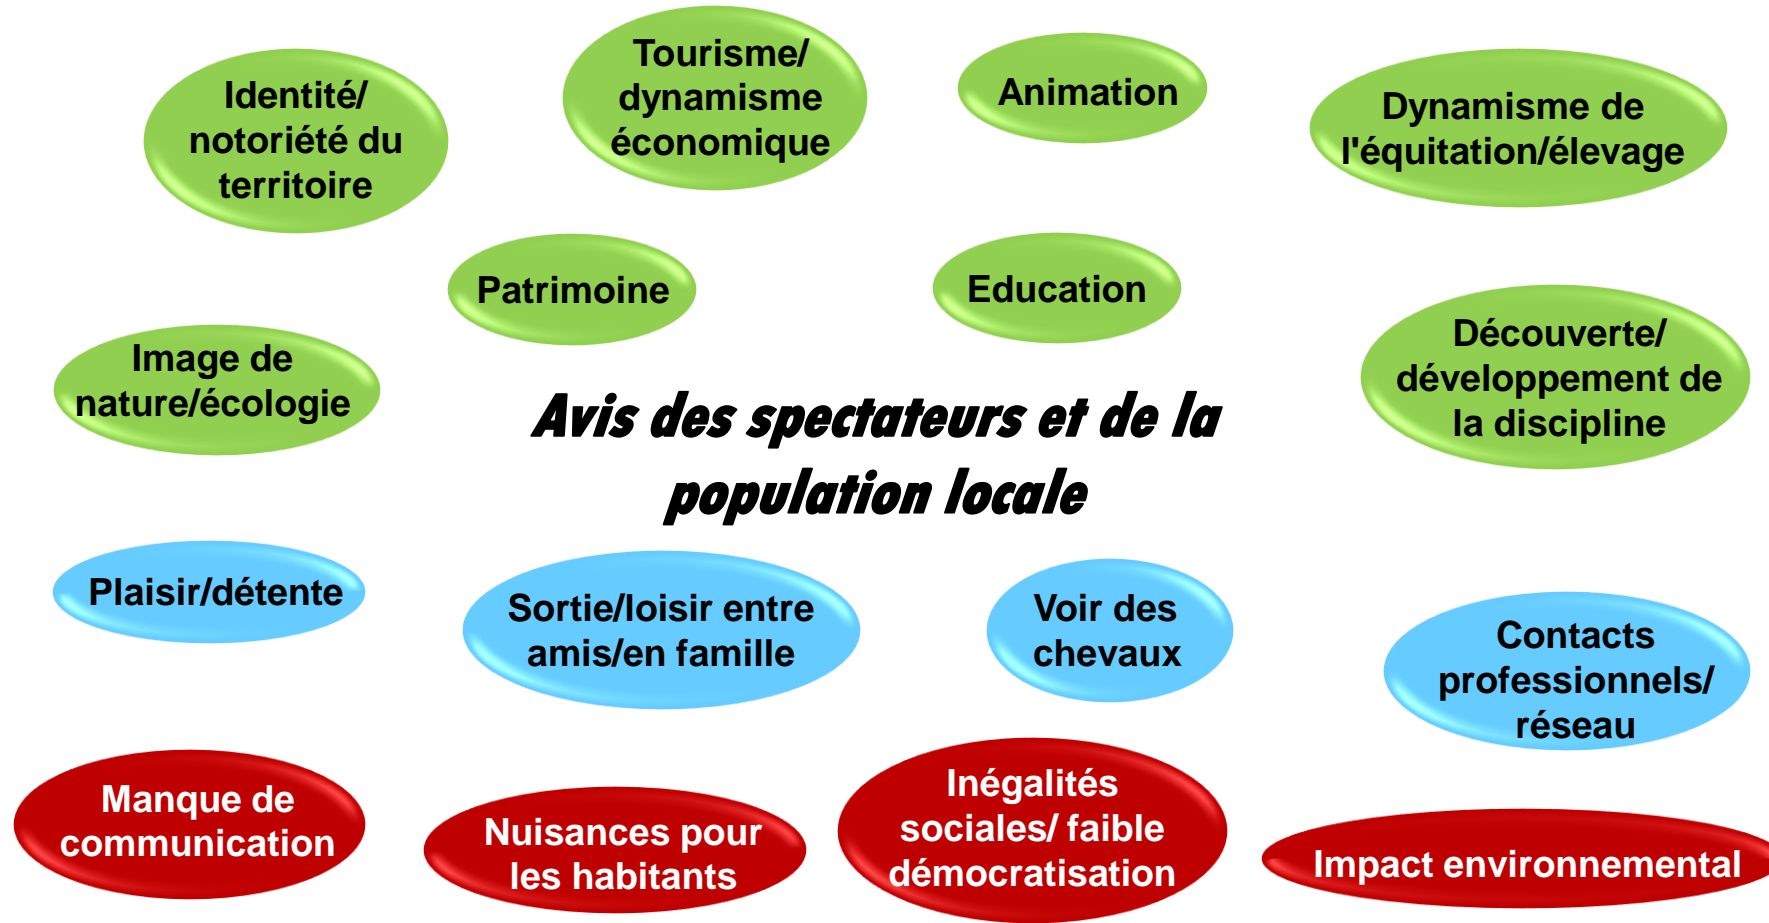 Identité/
notoriété du
territoire
Tourisme/
dynamisme
économique
Animation
Dynamisme de
l'équitation/élevage
Patrimoine
Education
Image de
nature/écologie
Découverte/
développement de
la discipline
Avis des spectateurs et de la
population locale
Plaisir/détente
Sortie/loisir entre
amis/en famille
Voir des
chevaux
Contacts
professionnels/
réseau
Manque de
communication
Nuisances pour
les habitants
Inégalités
sociales/ faible
démocratisation
Impact environnemental